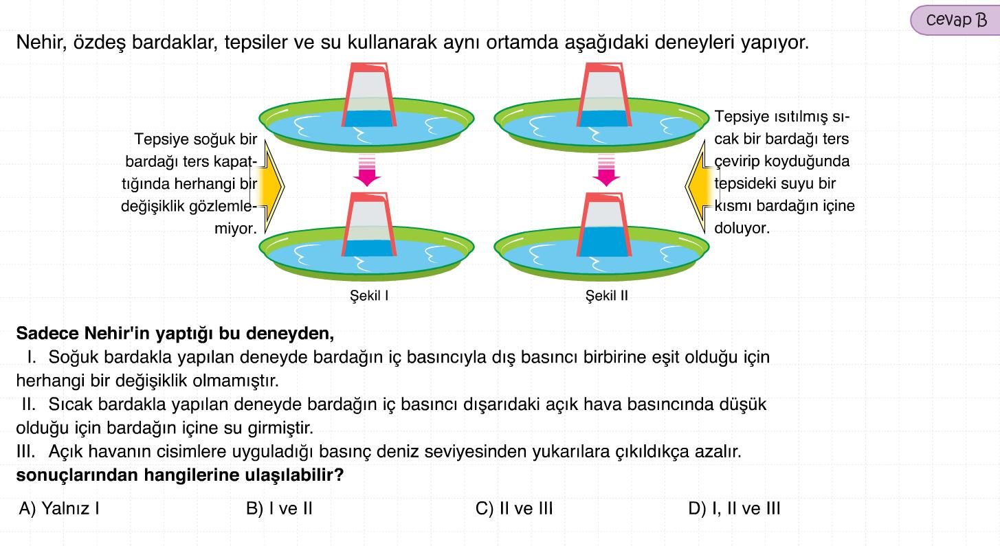 Cevap B
Nehir, özdeş bardaklar, tepsiler ve su kullanarak aynı ortamda aşağıdaki deneyleri yapıyor.
Tepsiye soğuk bir
bardağı ters kapat-
tığında herhangi bir
değişiklik gözlemle-
miyor.
Tepsiye ısıtılmış sı-
cak bir bardağı ters
çevirip koyduğunda
tepsideki suyu bir
kısmı bardağın içine
doluyor.
Şekil I
Şekil II
Sadece Nehir'in yaptığı bu deneyden,
I. Soğuk bardakla yapılan deneyde bardağın iç basıncıyla dış basıncı birbirine eşit olduğu için
herhangi bir değişiklik olmamıştır.
II. Sıcak bardakla yapılan deneyde bardağın iç basıncı dışarıdaki açık hava basıncında düşük
olduğu için bardağın içine su girmiştir.
III. Açık havanın cisimlere uyguladığı basınç deniz seviyesinden yukarılara çıkıldıkça azalır.
sonuçlarından hangilerine ulaşılabilir?
A) Yalnız I
B) I ve II
C) II ve III
D) I, II ve III